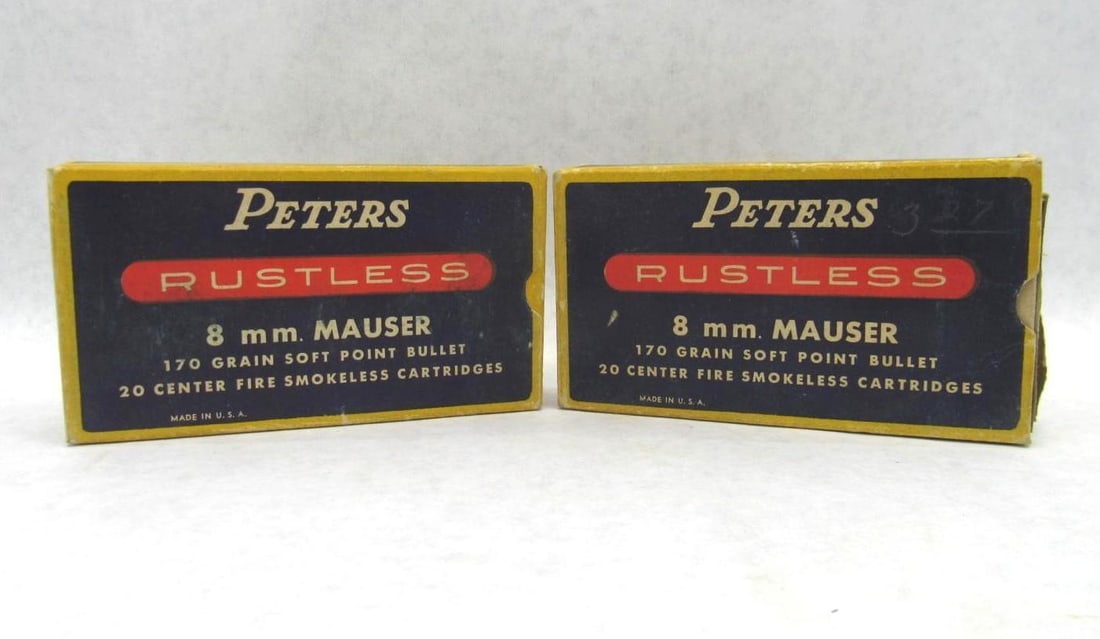 PETERS
RUSTLESS
8 mm. MAUSER
170 GRAIN SOFT POINT BULLET
20 CENTER FIRE SMOKELESS CARTRIDGES
MADE IN U. S. A.
PETERS
RUSTLESS
8 mm. MAUSER
170 GRAIN SOFT POINT BULLET
20 CENTER FIRE SMOKELESS CARTRIDGES
MADE IN U. S. A.